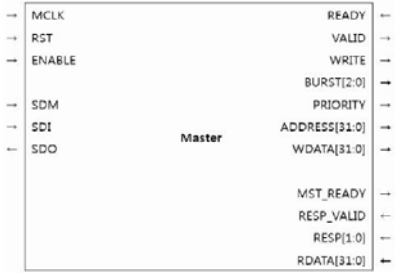 MCLK READY
RST VALID
ENABLE WRITE
BURST[2:0]
SDM PRIORITY
SDI ADDRESS[31:0]
SDO WDATA[31:0]
Master
MST_READY
RESP_VALID
RESP[1:0]
RDATA[31:0]